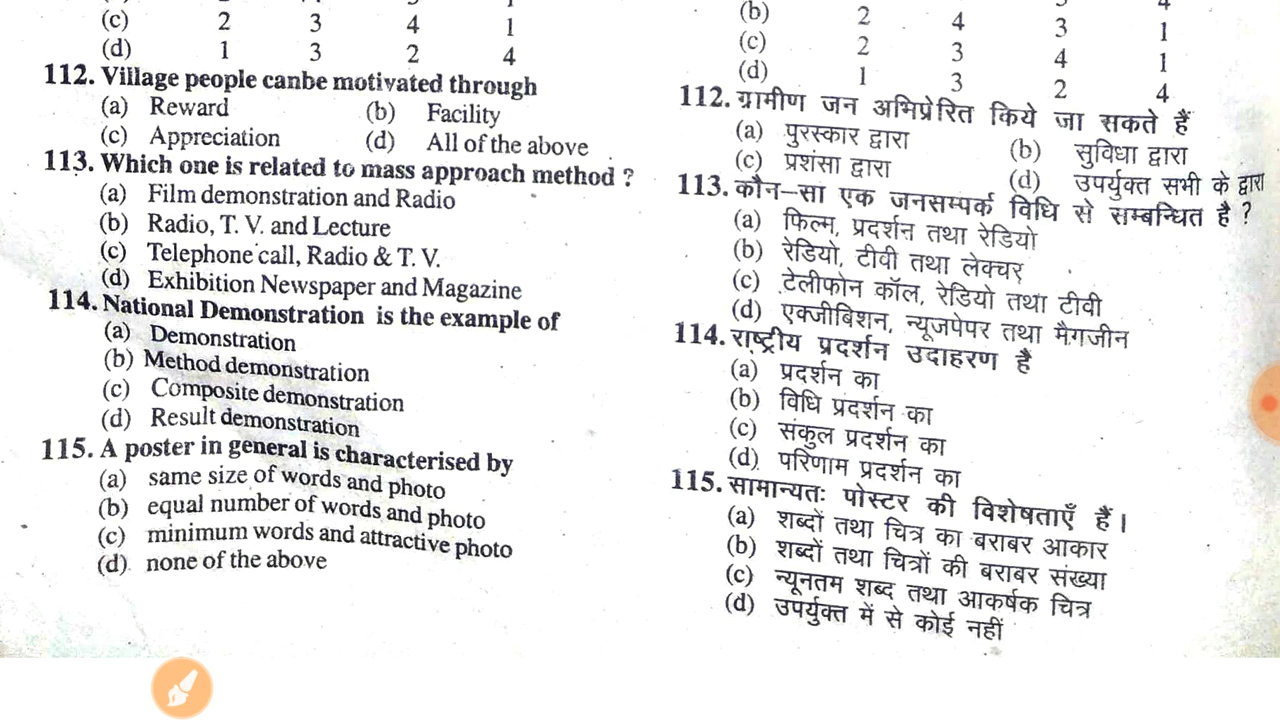 (c) 2 3 4 1
(d) 1 3 2 4
112. Village people canbe motivated through
(a) Reward (b) Facility
(c) Appreciation (d) All of the above
113. Which one is related to mass approach method ?
(a) Film demonstration and Radio
(b) Radio, T. V. and Lecture
(c) Telephone call, Radio & T. V.
(d) Exhibition Newspaper and Magazine
114. National Demonstration is the example of
(a) Demonstration
(b) Method demonstration
(c) Composite demonstration
(d) Result demonstration
115. A poster in general is characterised by
(a) same size of words and photo
(b) equal number of words and photo
(c) minimum words and attractive photo
(d) none of the above
(b) 2 4 3 1
(c) 2 3 4 1
(d) 1 3 2 4
112. ग्रामीण जन अभिप्रेरित किये जा सकते हैं
(a) पुरस्कार द्वारा (b) सुविधा द्वारा
(c) प्रशंसा द्वारा (d) उपर्युक्त सभी के द्वारा
113. कौन-सा एक जनसम्पर्क विधि से सम्बन्धित है ?
(a) फिल्म, प्रदर्शन तथा रेडियो
(b) रेडियो, टीवी तथा लेक्चर
(c) टेलीफोन कॉल, रेडियो तथा टीवी
(d) एक्जीबिशन, न्यूजपेपर तथा मैगजीन
114. राष्ट्रीय प्रदर्शन उदाहरण है
(a) प्रदर्शन का
(b) विधि प्रदर्शन का
(c) संकुल प्रदर्शन का
(d) परिणाम प्रदर्शन का
115. सामान्यतः पोस्टर की विशेषताएँ हैं।
(a) शब्दों तथा चित्र का बराबर आकार
(b) शब्दों तथा चित्रों की बराबर संख्या
(c) न्यूनतम शब्द तथा आकर्षक चित्र
(d) उपर्युक्त में से कोई नहीं